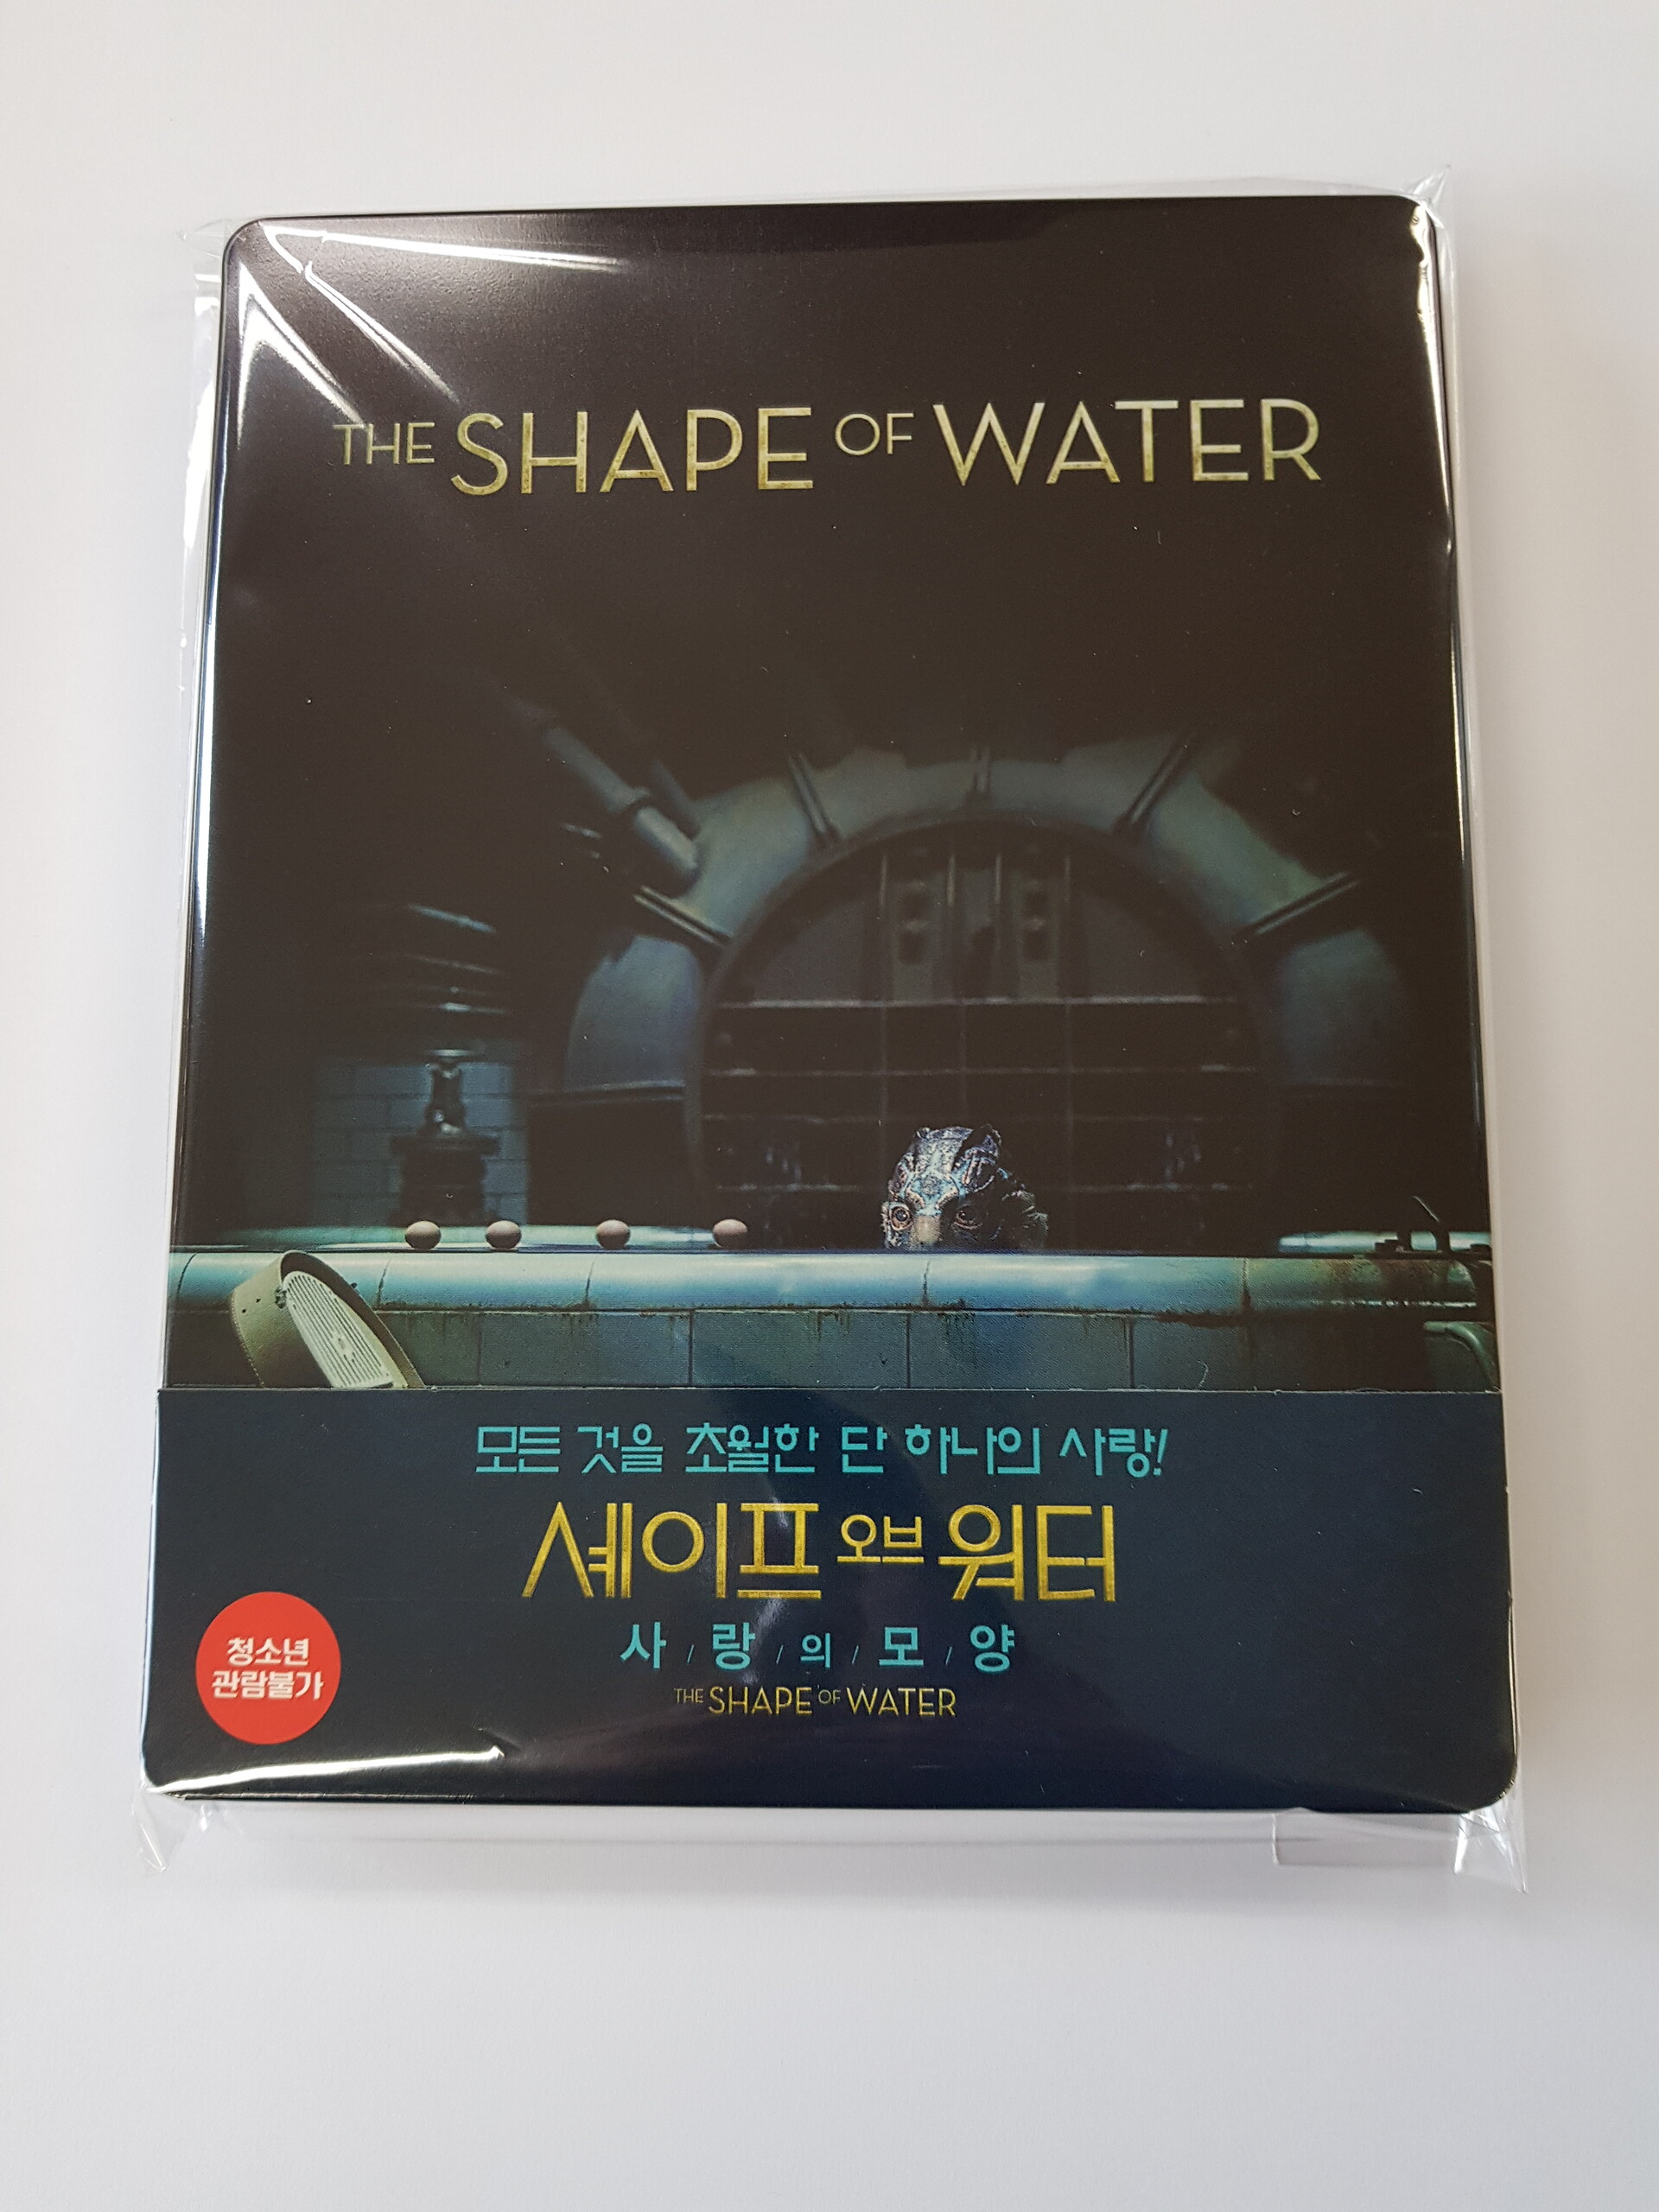 THE SHAPE OF WATER
모든 것을 초월한 단 하나의 사랑!
셰이프 오브 워터
사/랑/의/모/양
THE SHAPE OF WATER
청소년
관람불가